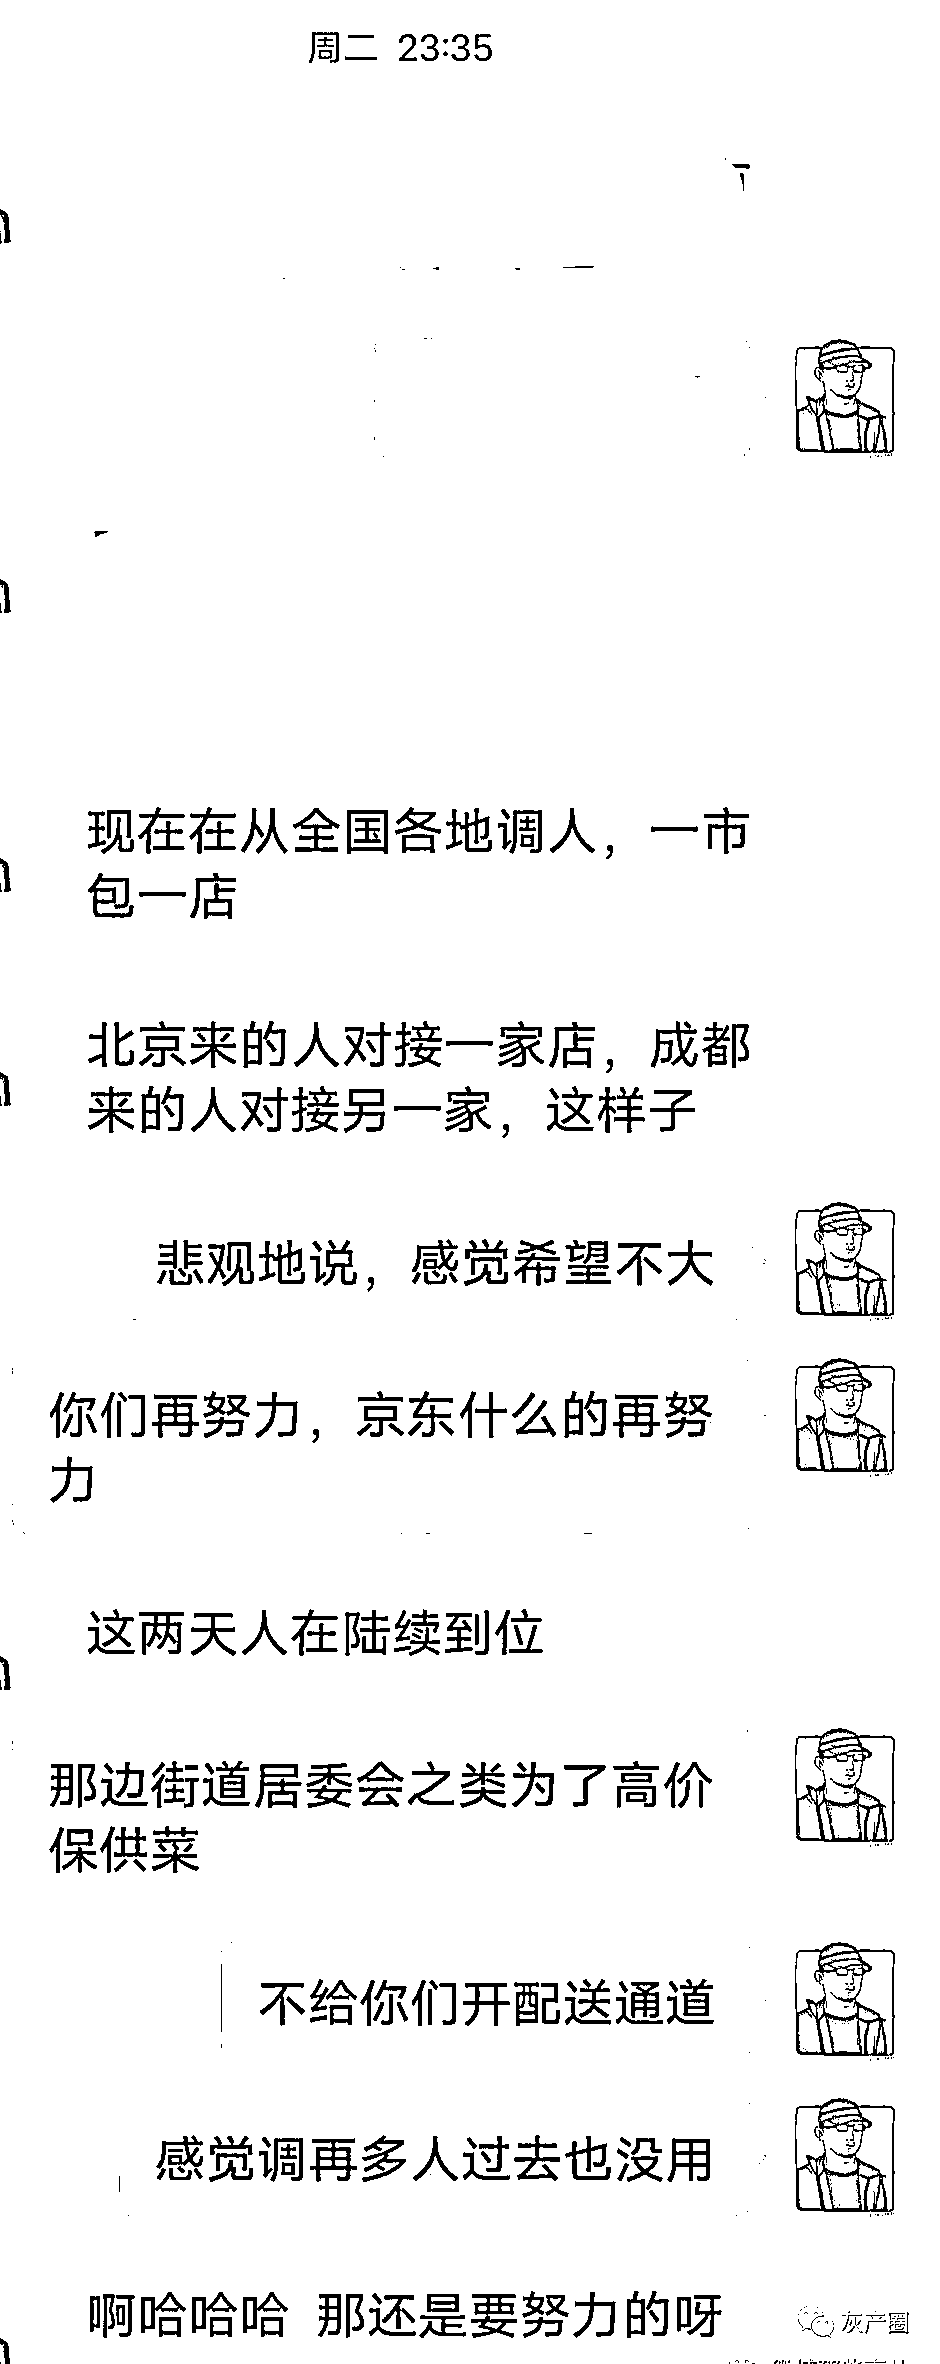 周二 23:35
现在在从全国各地调人，一市
包一店
北京来的人对接一家店，成都
来的人对接另一家，这样子
悲观地说，感觉希望不大
你们再努力，京东什么的再努
力
这两天人在陆续到位
那边街道居委会之类为了高价
保供菜
不给你们开配送通道
感觉调再多人过去也没用
啊哈哈哈 那还是要努力的呀
灰产圈